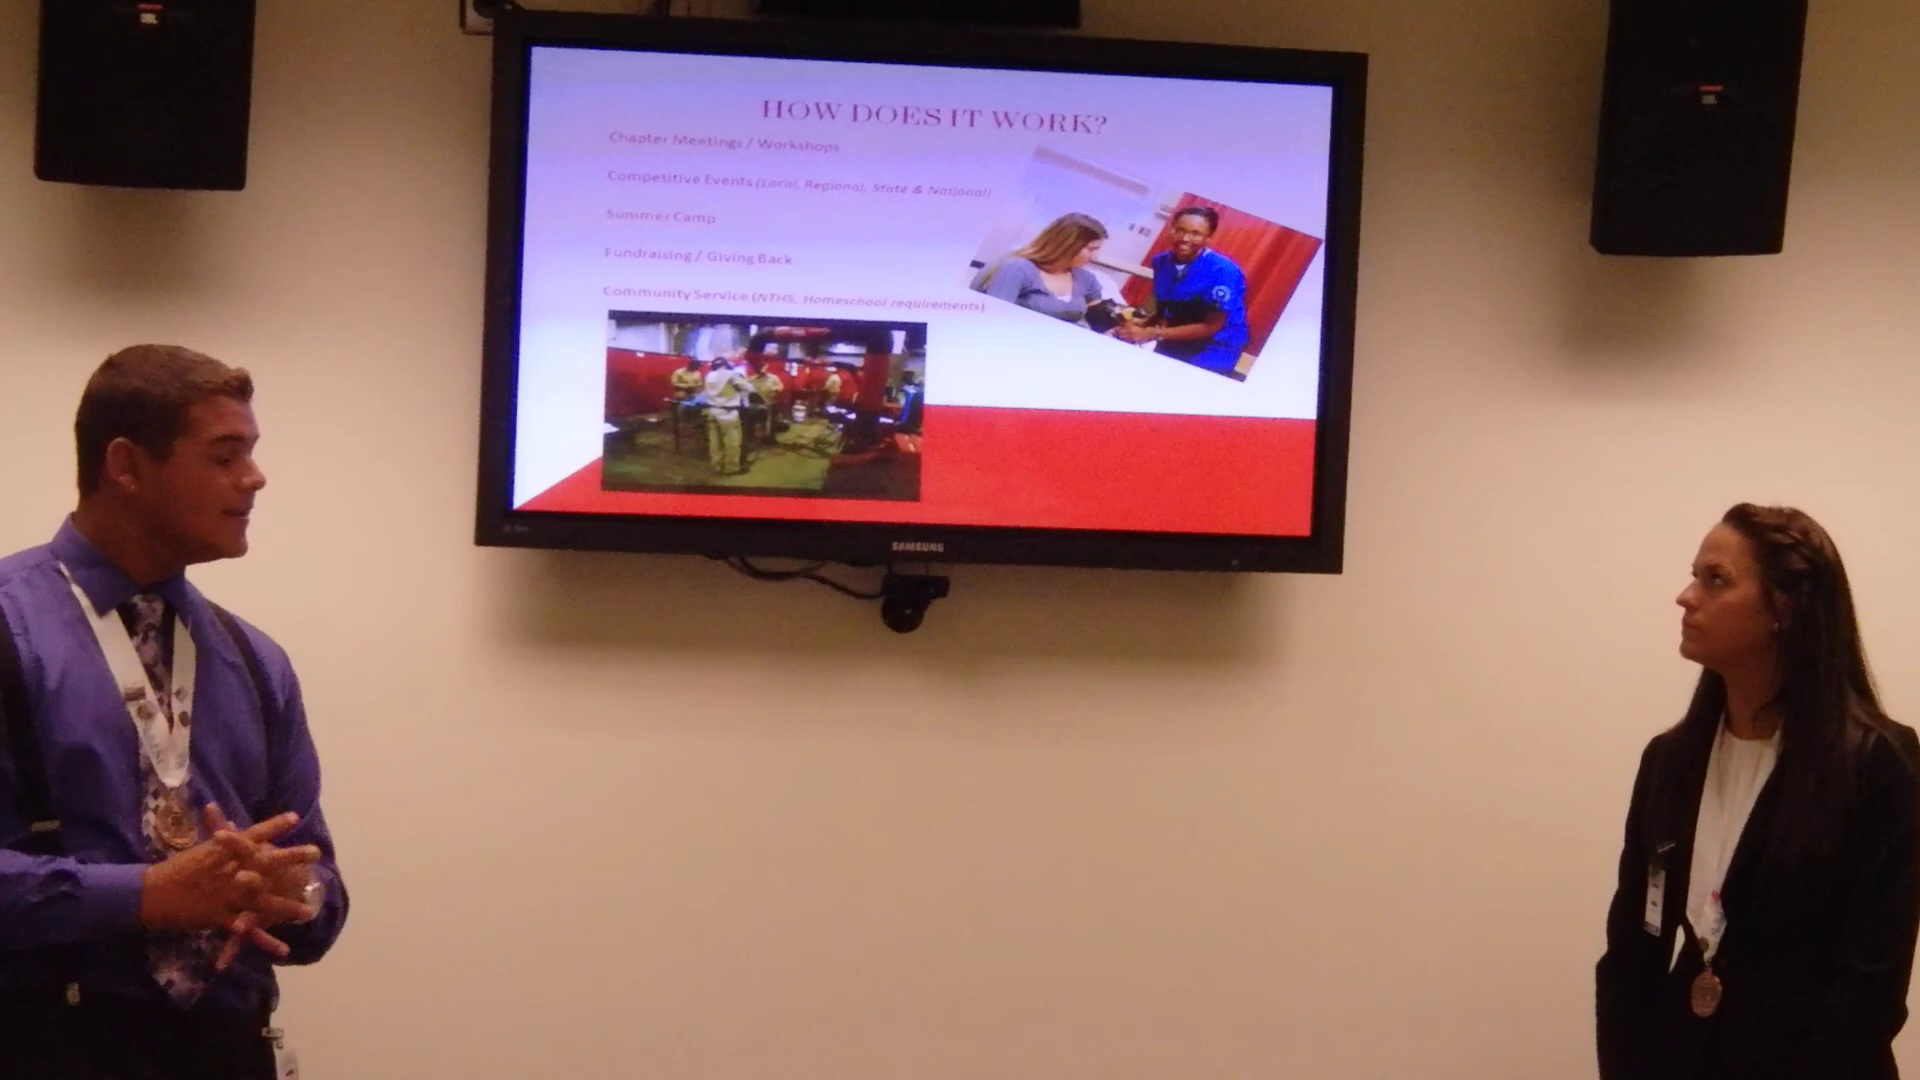 HOW DOES IT WORK?
Chapter Meetings / Workshops
Competitive Events (Local, Regional, State & National)
Summer Camp
Fundraising / Giving Back
Community Service (NTHS, Homeschool requirements)
SAMSUNG